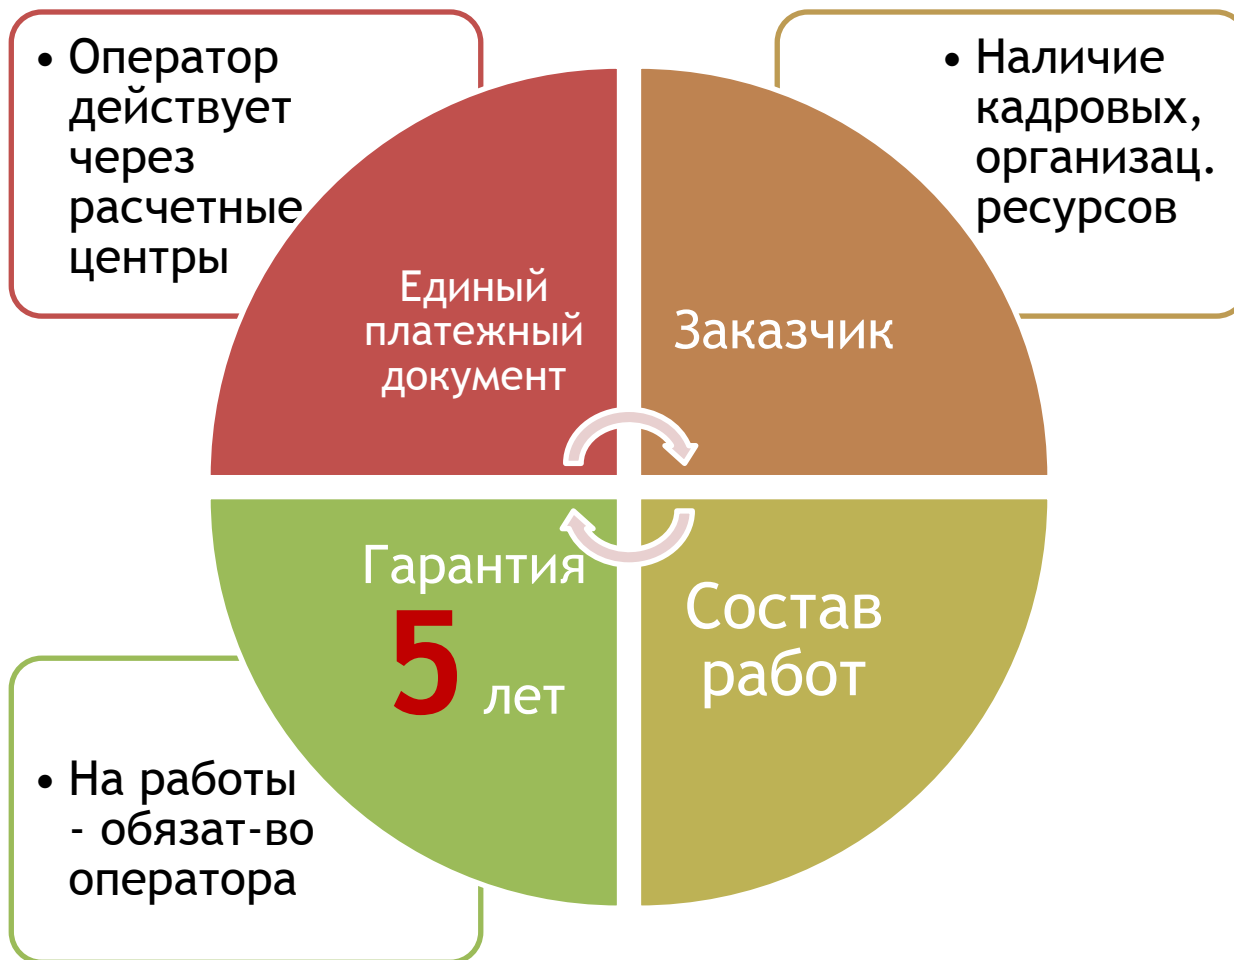 • Оператор
действует
через
расчетные
центры
• Наличие
кадровых,
организац.
ресурсов
Единый
платежный
документ
Заказчик
Гарантия
5 лет
Состав
работ
• На работы
- обязат-во
оператора